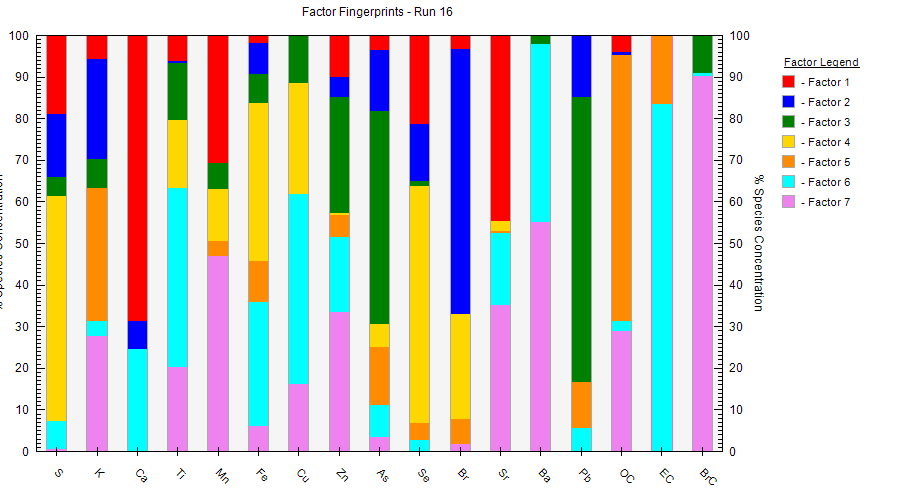 Factor Fingerprints - Run 16
100 100
90 90
80 80
70 70
60 60
50 50
40 40
30 30
20 20
10 10
0 0
% Species Concentration
% Species Concentration
S K Ca Ti Mn Fe Cu Zn As Se Br Sr Ba Pb OC EC BrC
Factor Legend
- Factor 1
- Factor 2
- Factor 3
- Factor 4
- Factor 5
- Factor 6
- Factor 7